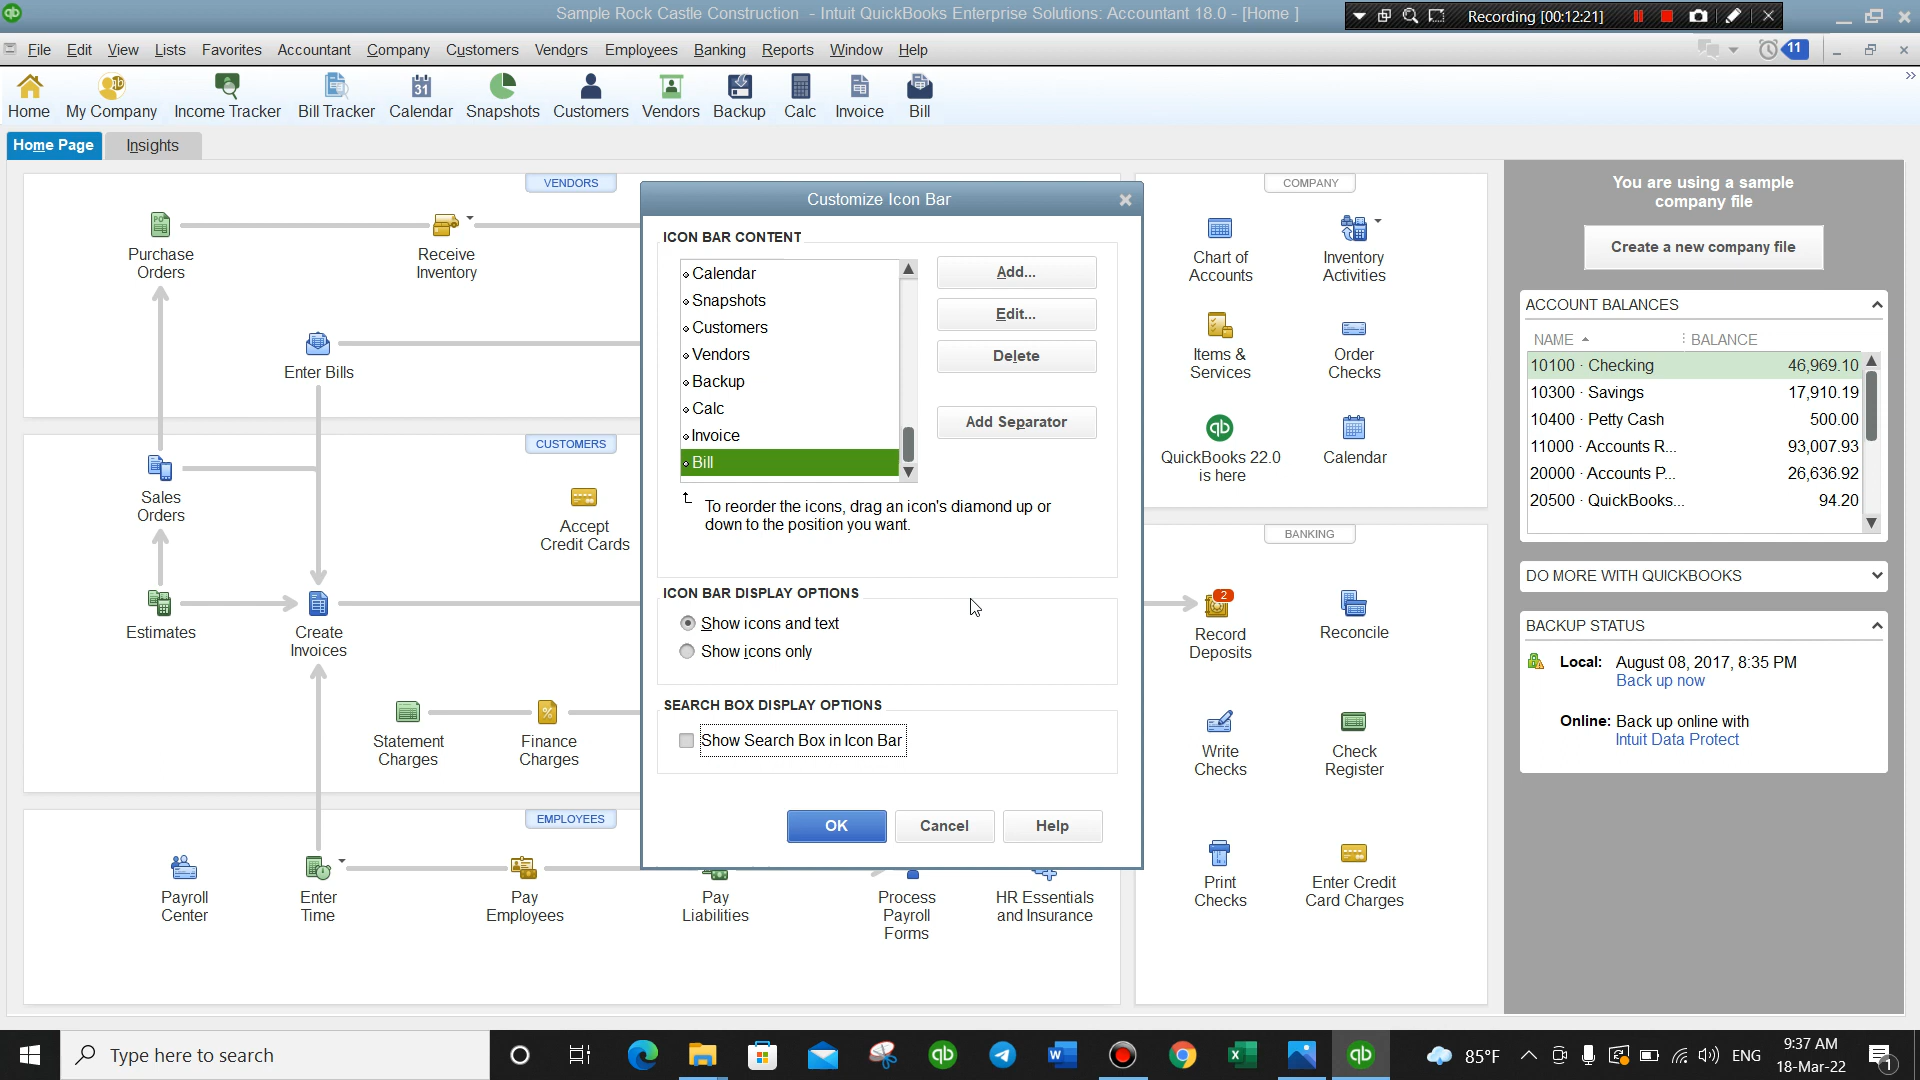 Sample Rock Castle Construction - Intuit QuickBooks Enterprise Solutions: Accountant 18.0 - [Home ]
Recording [00:12:21]
File Edit View Lists Favorites Accountant Company Customers Vendors Employees Banking Reports Window Help
11
Home My Company Income Tracker Bill Tracker Calendar Snapshots Customers Vendors Backup Calc Invoice Bill
31
Home Page Insights
VENDORS
Purchase
Orders
Receive
Inventory
Enter Bills
CUSTOMERS
Sales
Orders
Accept
Credit Cards
Estimates
Create
Invoices
Statement
Charges
Finance
Charges
EMPLOYEES
Payroll
Center
Enter
Time
Pay
Employees
Pay
Liabilities
Process
Payroll
Forms
HR Essentials
and Insurance
Customize Icon Bar
ICON BAR CONTENT
Calendar
Snapshots
Customers
Vendors
Backup
Calc
Invoice
Bill
Add...
Edit...
Delete
Add Separator
To reorder the icons, drag an icon's diamond up or
down to the position you want.
ICON BAR DISPLAY OPTIONS
Show icons and text
Show icons only
SEARCH BOX DISPLAY OPTIONS
Show Search Box in Icon Bar
OK Cancel Help
COMPANY
Chart of
Accounts
Inventory
Activities
Items &
Services
Order
Checks
qb
QuickBooks 22.0
is here
Calendar
BANKING
2
Record
Deposits
Reconcile
Write
Checks
Check
Register
Print
Checks
Enter Credit
Card Charges
You are using a sample
company file
Create a new company file
ACCOUNT BALANCES
NAME BALANCE
10100 · Checking 46,969.10
10300 · Savings 17,910.19
10400 · Petty Cash 500.00
11000 · Accounts R... 93,007.93
20000 · Accounts P... 26,636.92
20500 · QuickBooks... 94.20
DO MORE WITH QUICKBOOKS
BACKUP STATUS
Local: August 08, 2017, 8:35 PM
Back up now
Online: Back up online with
Intuit Data Protect
Type here to search
85°F
ENG
9:37 AM
18-Mar-22
1